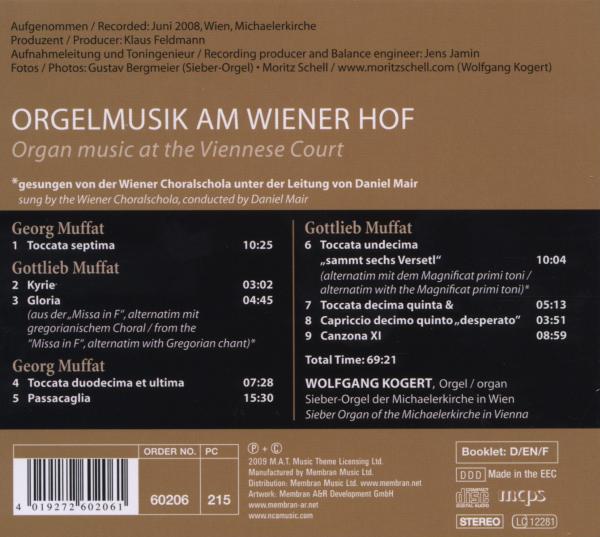 Aufgenommen / Recorded: Juni 2008, Wien, Michaelerkirche
Produzent / Producer: Klaus Feldmann
Aufnahmeleitung und Toningenieur / Recording producer and Balance engineer: Jens Jamin
Fotos / Photos: Gustav Bergmeier (Sieber-Orgel) • Moritz Schell / www.moritzschell.com (Wolfgang Kogert)
ORGELMUSIK AM WIENER HOF
Organ music at the Viennese Court
*gesungen von der Wiener Choralschola unter der Leitung von Daniel Mair
sung by the Wiener Choralschola, conducted by Daniel Mair
Georg Muffat
1 Toccata septima 10:25
Gottlieb Muffat
2 Kyrie 03:02
3 Gloria 04:45
(aus der „Missa in F", alternatim mit
gregorianischem Choral / from the
"Missa in F", alternatim with Gregorian chant)*
Georg Muffat
4 Toccata duodecima et ultima 07:28
5 Passacaglia 15:30
Gottlieb Muffat
6 Toccata undecima
„sammt sechs Versetl" 10:04
(alternatim mit dem Magnificat primi toni /
alternatim with the Magnificat primi toni)*
7 Toccata decima quinta & 05:13
8 Capriccio decimo quinto „desperato" 03:51
9 Canzona XI 08:59
Total Time: 69:21
WOLFGANG KOGERT, Orgel / organ
Sieber-Orgel der Michaelerkirche in Wien
Sieber Organ of the Michaelerkirche in Vienna
4 019272 602061
ORDER NO. PC
60206 215
Ⓟ + Ⓒ
2009 M.A.T. Music Theme Licensing Ltd.
Manufactured by Membran Music Ltd.
Distribution: Membran Music Ltd. www.membran.net
Artwork: Membran A&R Development GmbH
www.membran-ar.net
www.ncamusic.com
Booklet: D/EN/F
DDD Made in the EEC
COMPACT disc DIGITAL AUDIO mcps
STEREO LC 12281